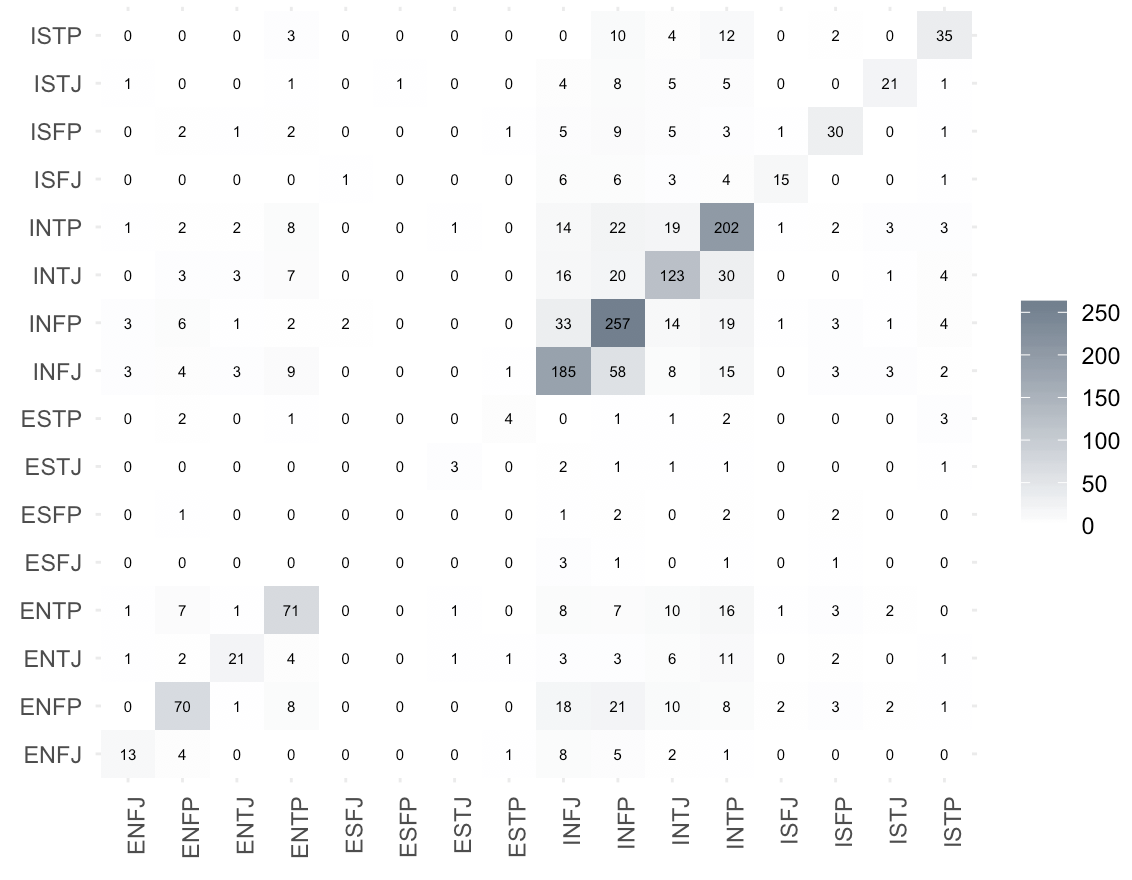 ISTP 0 0 0 3 0 0 0 0 0 10 4 12 0 2 0 35
ISTJ 1 0 0 1 0 1 0 0 4 8 5 5 0 0 21 1
ISFP 0 2 1 2 0 0 0 1 5 9 5 3 1 30 0 1
ISFJ 0 0 0 0 1 0 0 0 6 6 3 4 15 0 0 1
INTP 1 2 2 8 0 0 1 0 14 22 19 202 1 2 3 3
INTJ 0 3 3 7 0 0 0 0 16 20 123 30 0 0 1 4
INFP 3 6 1 2 2 0 0 0 33 257 14 19 1 3 1 4
INFJ 3 4 3 9 0 0 0 1 185 58 8 15 0 3 3 2
ESTP 0 2 0 1 0 0 0 4 0 1 1 2 0 0 0 3
ESTJ 0 0 0 0 0 0 3 0 2 1 1 1 0 0 0 1
ESFP 0 1 0 0 0 0 0 0 1 2 0 2 0 2 0 0
ESFJ 0 0 0 0 0 0 0 0 3 1 0 1 0 1 0 0
ENTP 1 7 1 71 0 0 1 0 8 7 10 16 1 3 2 0
ENTJ 1 2 21 4 0 0 1 1 3 3 6 11 0 2 0 1
ENFP 0 70 1 8 0 0 0 0 18 21 10 8 2 3 2 1
ENFJ 13 4 0 0 0 0 0 1 8 5 2 1 0 0 0 0
ENFJ ENFP ENTJ ENTP ESFJ ESFP ESTJ ESTP INFJ INFP INTJ INTP ISFJ ISFP ISTJ ISTP
250
200
150
100
50
0